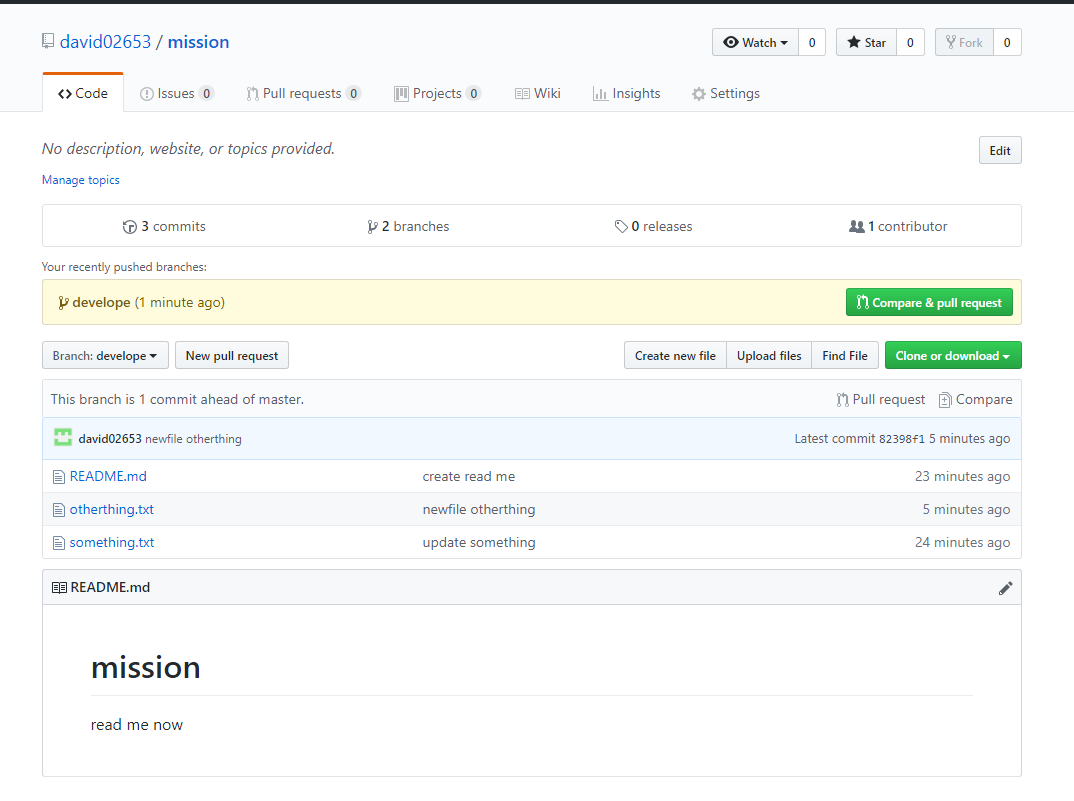 david02653 / mission
Watch 0 Star 0 Fork 0
Code Issues 0 Pull requests 0 Projects 0 Wiki Insights Settings
No description, website, or topics provided. Edit
Manage topics
3 commits 2 branches 0 releases 1 contributor
Your recently pushed branches:
develope (1 minute ago) Compare & pull request
Branch: develope New pull request Create new file Upload files Find File Clone or download
This branch is 1 commit ahead of master. Pull request Compare
david02653 newfile otherthing Latest commit 82398f1 5 minutes ago
README.md create read me 23 minutes ago
otherthing.txt newfile otherthing 5 minutes ago
something.txt update something 24 minutes ago
README.md
mission
read me now